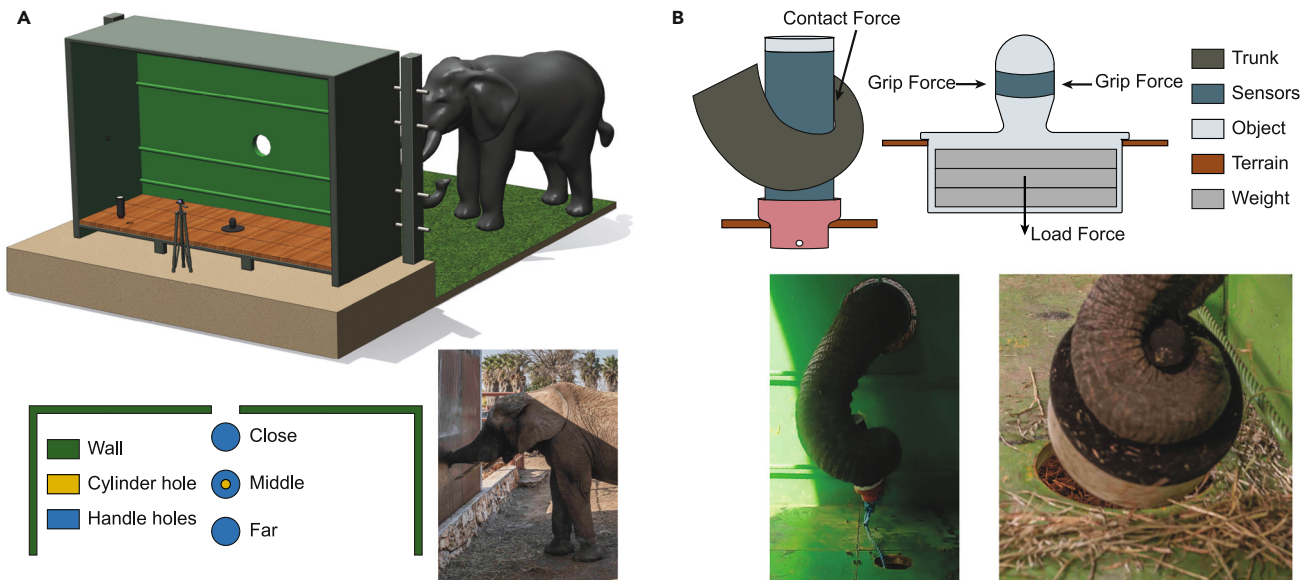 A
Wall
Cylinder hole
Handle holes
Close
Middle
Far
B
Contact Force
Grip Force
Grip Force
Load Force
Trunk
Sensors
Object
Terrain
Weight